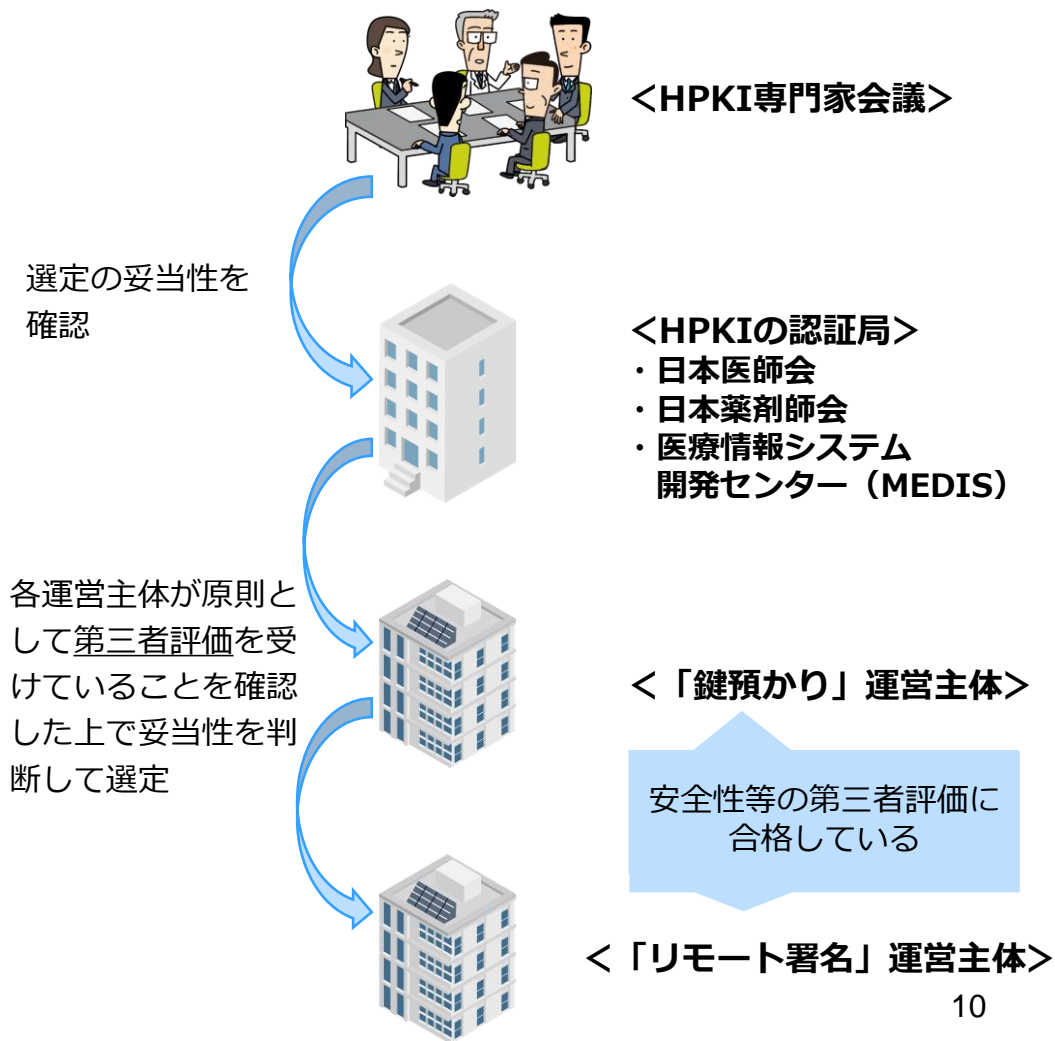 ＜HPKI専門家会議＞
選定の妥当性を
確認
＜HPKIの認証局＞
・日本医師会
・日本薬剤師会
・医療情報システム
開発センター（MEDIS）
各運営主体が原則と
して第三者評価を受
けていることを確認
した上で妥当性を判
断して選定
＜「鍵預かり」運営主体＞
安全性等の第三者評価に
合格している
＜「リモート署名」運営主体＞
10